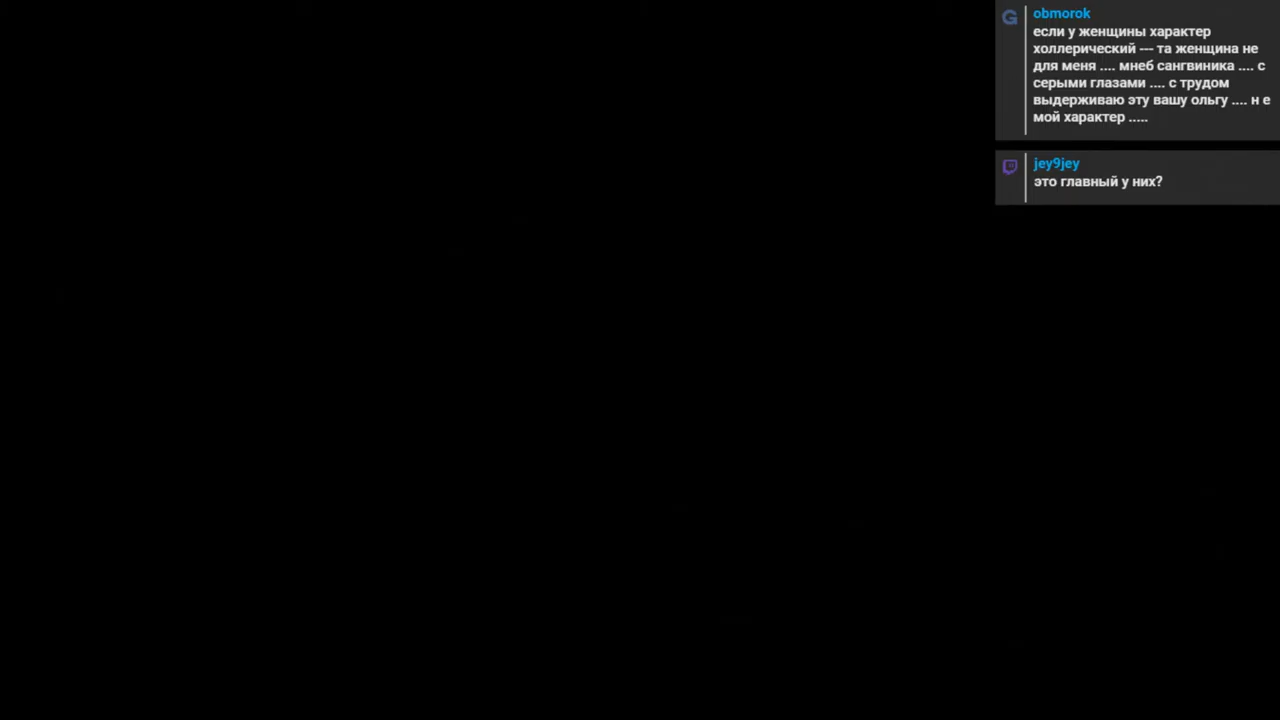 obmorok
если у женщины характер
холлерический --- та женщина не
для меня .... мнеб сангвиника .... с
серыми глазами .... с трудом
выдерживаю эту вашу ольгу .... н е
мой характер .....
jey9jey
это главный у них?